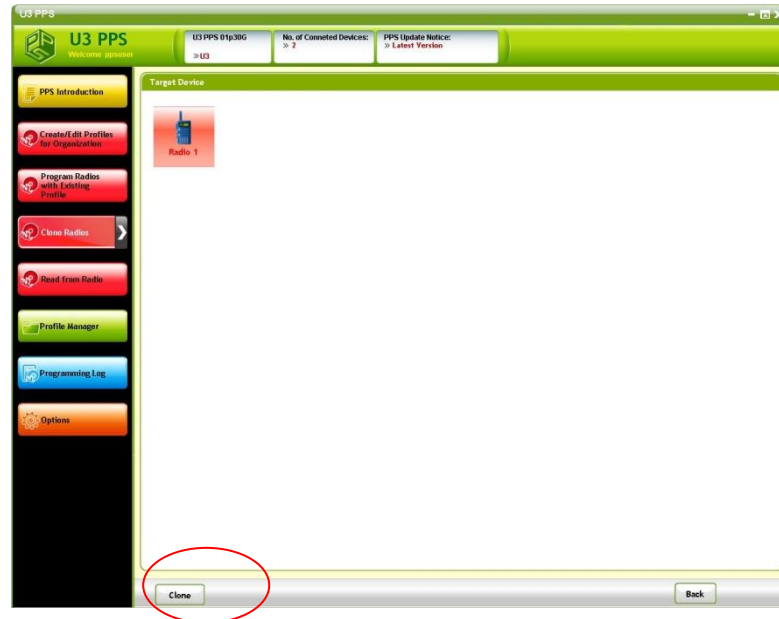 U3 PPS
U3 PPS
Welcome ppsuser
U3 PPS 01p30G
»U3
No. of Conneted Devices:
» 2
PPS Update Notice:
» Latest Version
PPS Introduction
Create/Edit Profiles
for Organization
Program Radios
with Existing
Profile
Clone Radios
Read from Radio
Profile Manager
Programming Log
Options
Target Device
Radio 1
Clone
Back